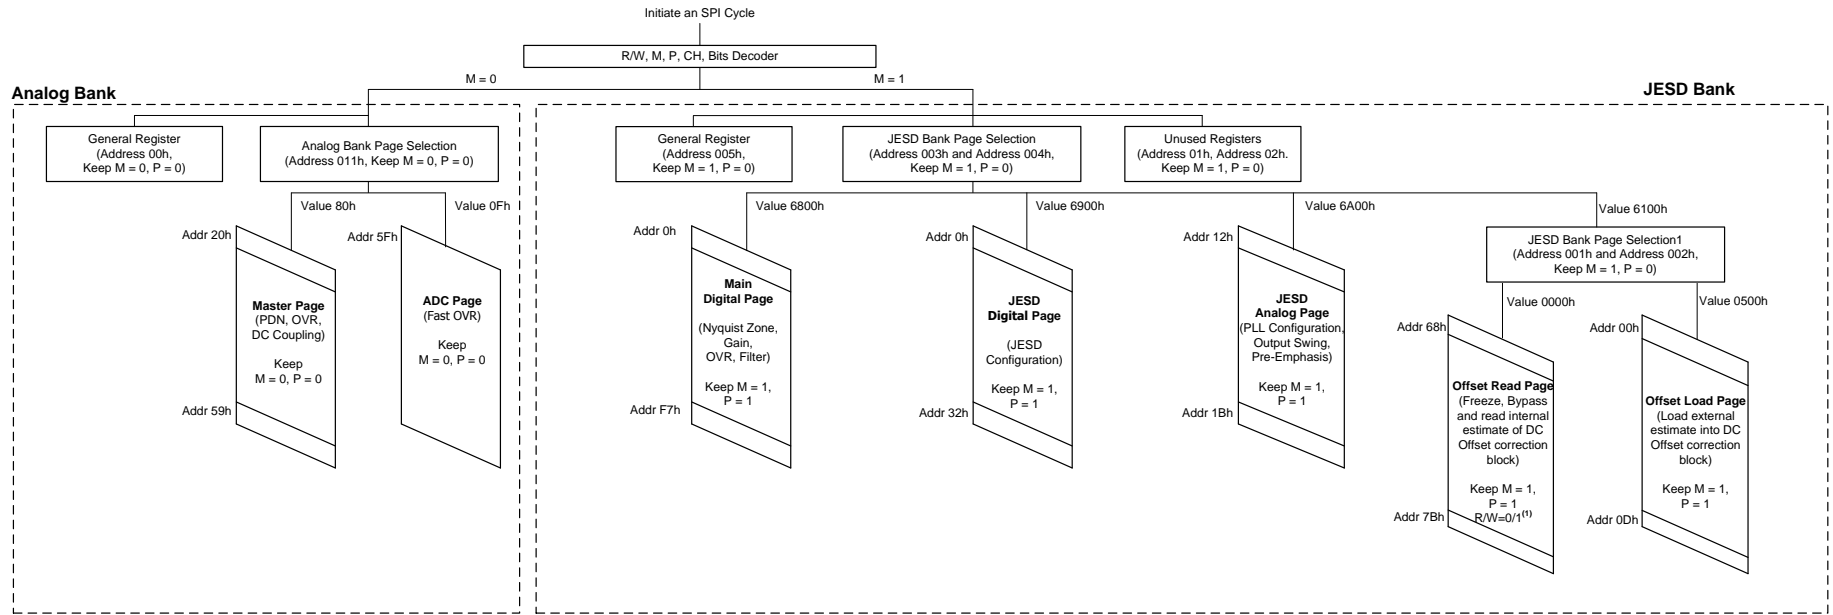 Initiate an SPI Cycle
R/W, M, P, CH, Bits Decoder
M = 0
M = 1
Analog Bank
JESD Bank
General Register
(Address 00h,
Keep M = 0, P = 0)
Analog Bank Page Selection
(Address 011h, Keep M = 0, P = 0)
General Register
(Address 005h,
Keep M = 1, P = 0)
JESD Bank Page Selection
(Address 003h and Address 004h,
Keep M = 1, P = 0)
Unused Registers
(Address 01h, Address 02h.
Keep M = 1, P = 0)
Value 80h
Value 0Fh
Value 6800h
Value 6900h
Value 6A00h
Value 6100h
Addr 20h
Master Page
(PDN, OVR,
DC Coupling)
Keep
M = 0, P = 0
Addr 59h
Addr 5Fh
ADC Page
(Fast OVR)
Keep
M = 0, P = 0
Addr 0h
Main
Digital Page
(Nyquist Zone,
Gain,
OVR, Filter)
Keep M = 1,
P = 1
Addr F7h
Addr 0h
JESD
Digital Page
(JESD
Configuration)
Keep M = 1,
P = 1
Addr 32h
Addr 12h
JESD
Analog Page
(PLL Configuration,
Output Swing,
Pre-Emphasis)
Keep M = 1,
P = 1
Addr 1Bh
JESD Bank Page Selection1
(Address 001h and Address 002h,
Keep M = 1, P = 0)
Value 0000h
Value 0500h
Addr 68h
Offset Read Page
(Freeze, Bypass
and read internal
estimate of DC
Offset correction
block)
Keep M = 1,
P = 1
R/W=0/1(1)
Addr 7Bh
Addr 00h
Offset Load Page
(Load external
estimate into DC
Offset correction
block)
Keep M = 1,
P = 1
Addr 0Dh